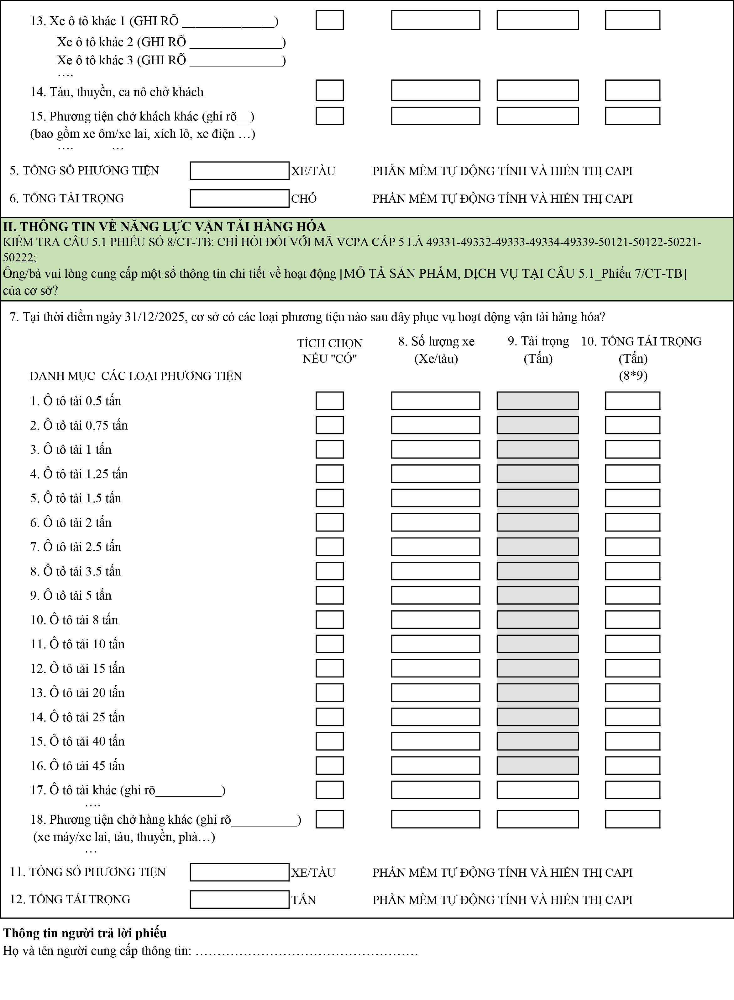 13. Xe ô tô khác 1 (GHI RÕ ______________)
Xe ô tô khác 2 (GHI RÕ ______________)
Xe ô tô khác 3 (GHI RÕ ______________)
….
14. Tàu, thuyền, ca nô chở khách
15. Phương tiện chở khách khác (ghi rõ__)
(bao gồm xe ôm/xe lai, xích lô, xe điện …)
…. …
5. TỔNG SỐ PHƯƠNG TIỆN XE/TÀU PHẦN MỀM TỰ ĐỘNG TÍNH VÀ HIỂN THỊ CAPI
6. TỔNG TẢI TRỌNG CHỖ PHẦN MỀM TỰ ĐỘNG TÍNH VÀ HIỂN THỊ CAPI
II. THÔNG TIN VỀ NĂNG LỰC VẬN TẢI HÀNG HÓA
KIỂM TRA CÂU 5.1 PHIẾU SỐ 8/CT-TB: CHỈ HỎI ĐỐI VỚI MÃ VCPA CẤP 5 LÀ 49331-49332-49333-49334-49339-50121-50122-50221-
50222;
Ông/bà vui lòng cung cấp một số thông tin chi tiết về hoạt động [MÔ TẢ SẢN PHẨM, DỊCH VỤ TẠI CÂU 5.1_Phiếu 7/CT-TB]
của cơ sở?
7. Tại thời điểm ngày 31/12/2025, cơ sở có các loại phương tiện nào sau đây phục vụ hoạt động vận tải hàng hóa?
TÍCH CHỌN 8. Số lượng xe 9. Tải trọng 10. TỔNG TẢI TRỌNG
NẾU "CÓ" (Xe/tàu) (Tấn) (Tấn)
DANH MỤC CÁC LOẠI PHƯƠNG TIỆN (8*9)
1. Ô tô tải 0.5 tấn
2. Ô tô tải 0.75 tấn
3. Ô tô tải 1 tấn
4. Ô tô tải 1.25 tấn
5. Ô tô tải 1.5 tấn
6. Ô tô tải 2 tấn
7. Ô tô tải 2.5 tấn
8. Ô tô tải 3.5 tấn
9. Ô tô tải 5 tấn
10. Ô tô tải 8 tấn
11. Ô tô tải 10 tấn
12. Ô tô tải 15 tấn
13. Ô tô tải 20 tấn
14. Ô tô tải 25 tấn
15. Ô tô tải 40 tấn
16. Ô tô tải 45 tấn
17. Ô tô tải khác (ghi rõ__________)
….
18. Phương tiện chở hàng khác (ghi rõ__________)
(xe máy/xe lai, tàu, thuyền, phà…)
…
11. TỔNG SỐ PHƯƠNG TIỆN XE/TÀU PHẦN MỀM TỰ ĐỘNG TÍNH VÀ HIỂN THỊ CAPI
12. TỔNG TẢI TRỌNG TẤN PHẦN MỀM TỰ ĐỘNG TÍNH VÀ HIỂN THỊ CAPI
Thông tin người trả lời phiếu
Họ và tên người cung cấp thông tin: ……………………………………………